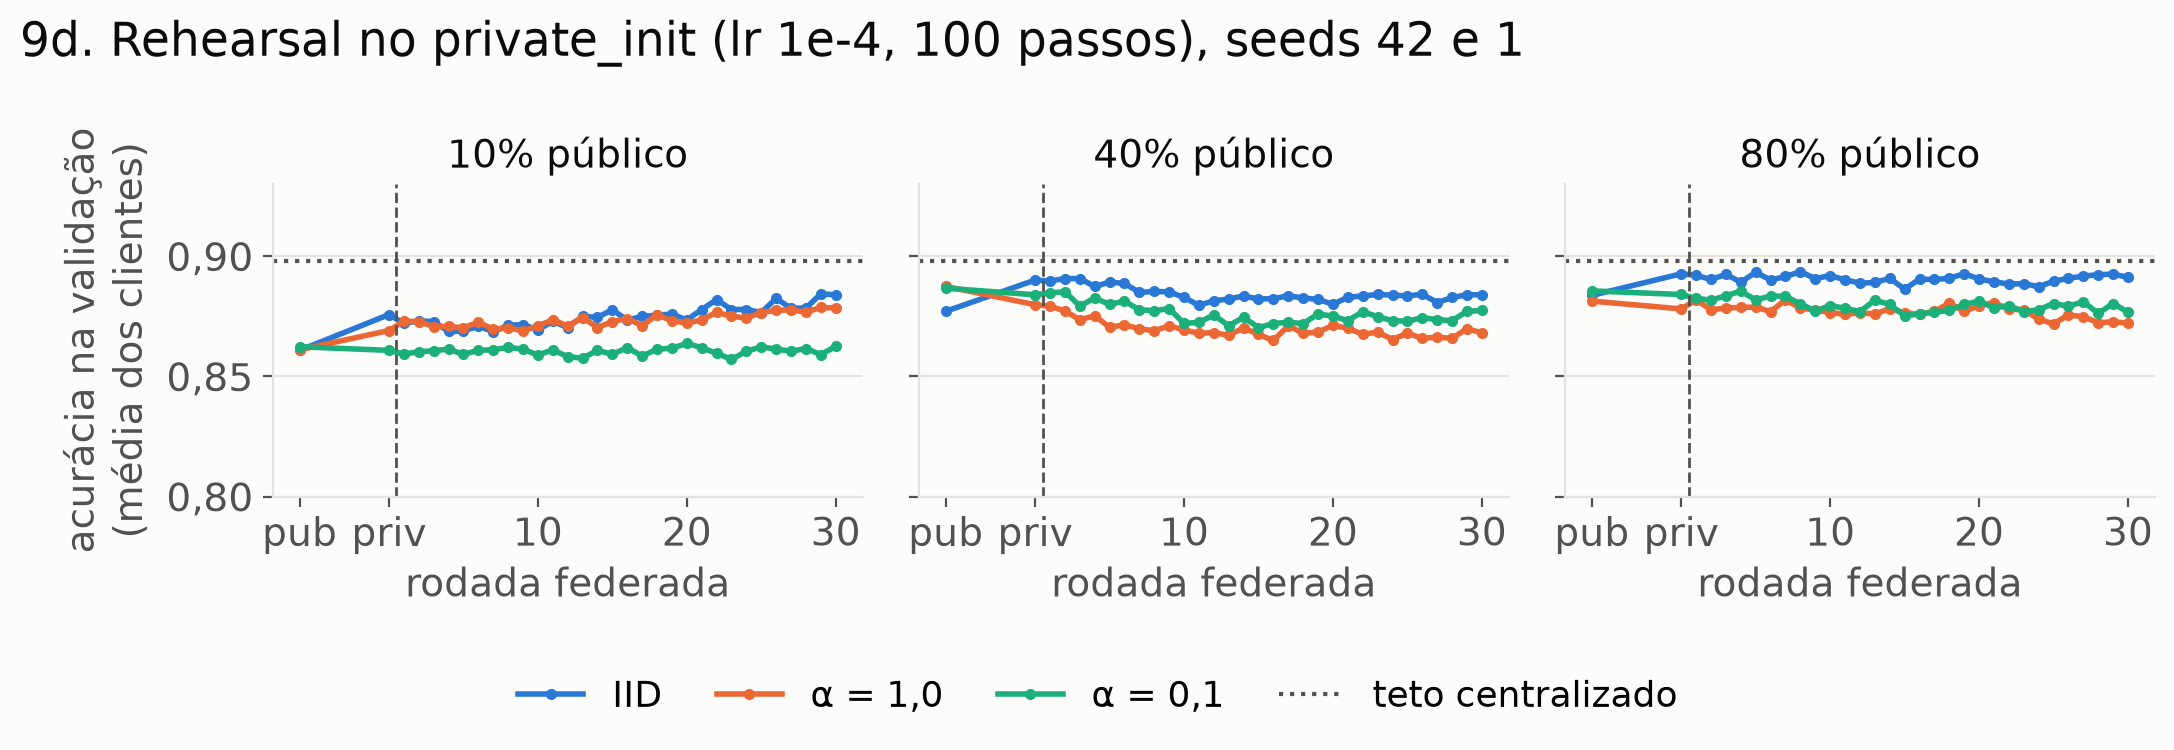 9d. Rehearsal no private_init (lr 1e-4, 100 passos), seeds 42 e 1
10% público
40% público
80% público
acurácia na validação
(média dos clientes)
0,90
0,85
0,80
pub priv 10 20 30
pub priv 10 20 30
pub priv 10 20 30
rodada federada
rodada federada
rodada federada
IID
α = 1,0
α = 0,1
teto centralizado